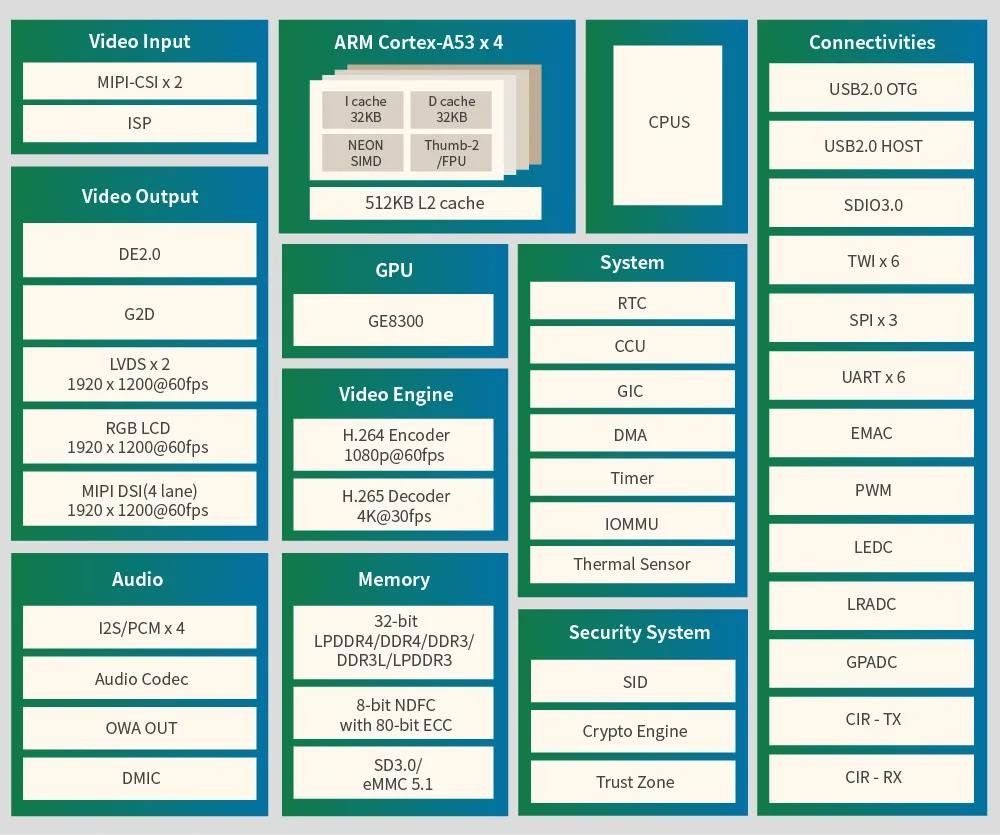 Video Input
MIPI-CSI x 2
ISP
Video Output
DE2.0
G2D
LVDS x 2
1920 x 1200@60fps
RGB LCD
1920 x 1200@60fps
MIPI DSI(4 lane)
1920 x 1200@60fps
Audio
I2S/PCM x 4
Audio Codec
OWA OUT
DMIC
ARM Cortex-A53 x 4
I cache
32KB
D cache
32KB
NEON
SIMD
Thumb-2
/FPU
512KB L2 cache
CPUS
GPU
GE8300
Video Engine
H.264 Encoder
1080p@60fps
H.265 Decoder
4K@30fps
Memory
32-bit
LPDDR4/DDR4/DDR3/
DDR3L/LPDDR3
8-bit NDFC
with 80-bit ECC
SD3.0/
eMMC 5.1
System
RTC
CCU
GIC
DMA
Timer
IOMMU
Thermal Sensor
Security System
SID
Crypto Engine
Trust Zone
Connectivities
USB2.0 OTG
USB2.0 HOST
SDIO3.0
TWI x 6
SPI x 3
UART x 6
EMAC
PWM
LEDC
LRADC
GPADC
CIR - TX
CIR - RX